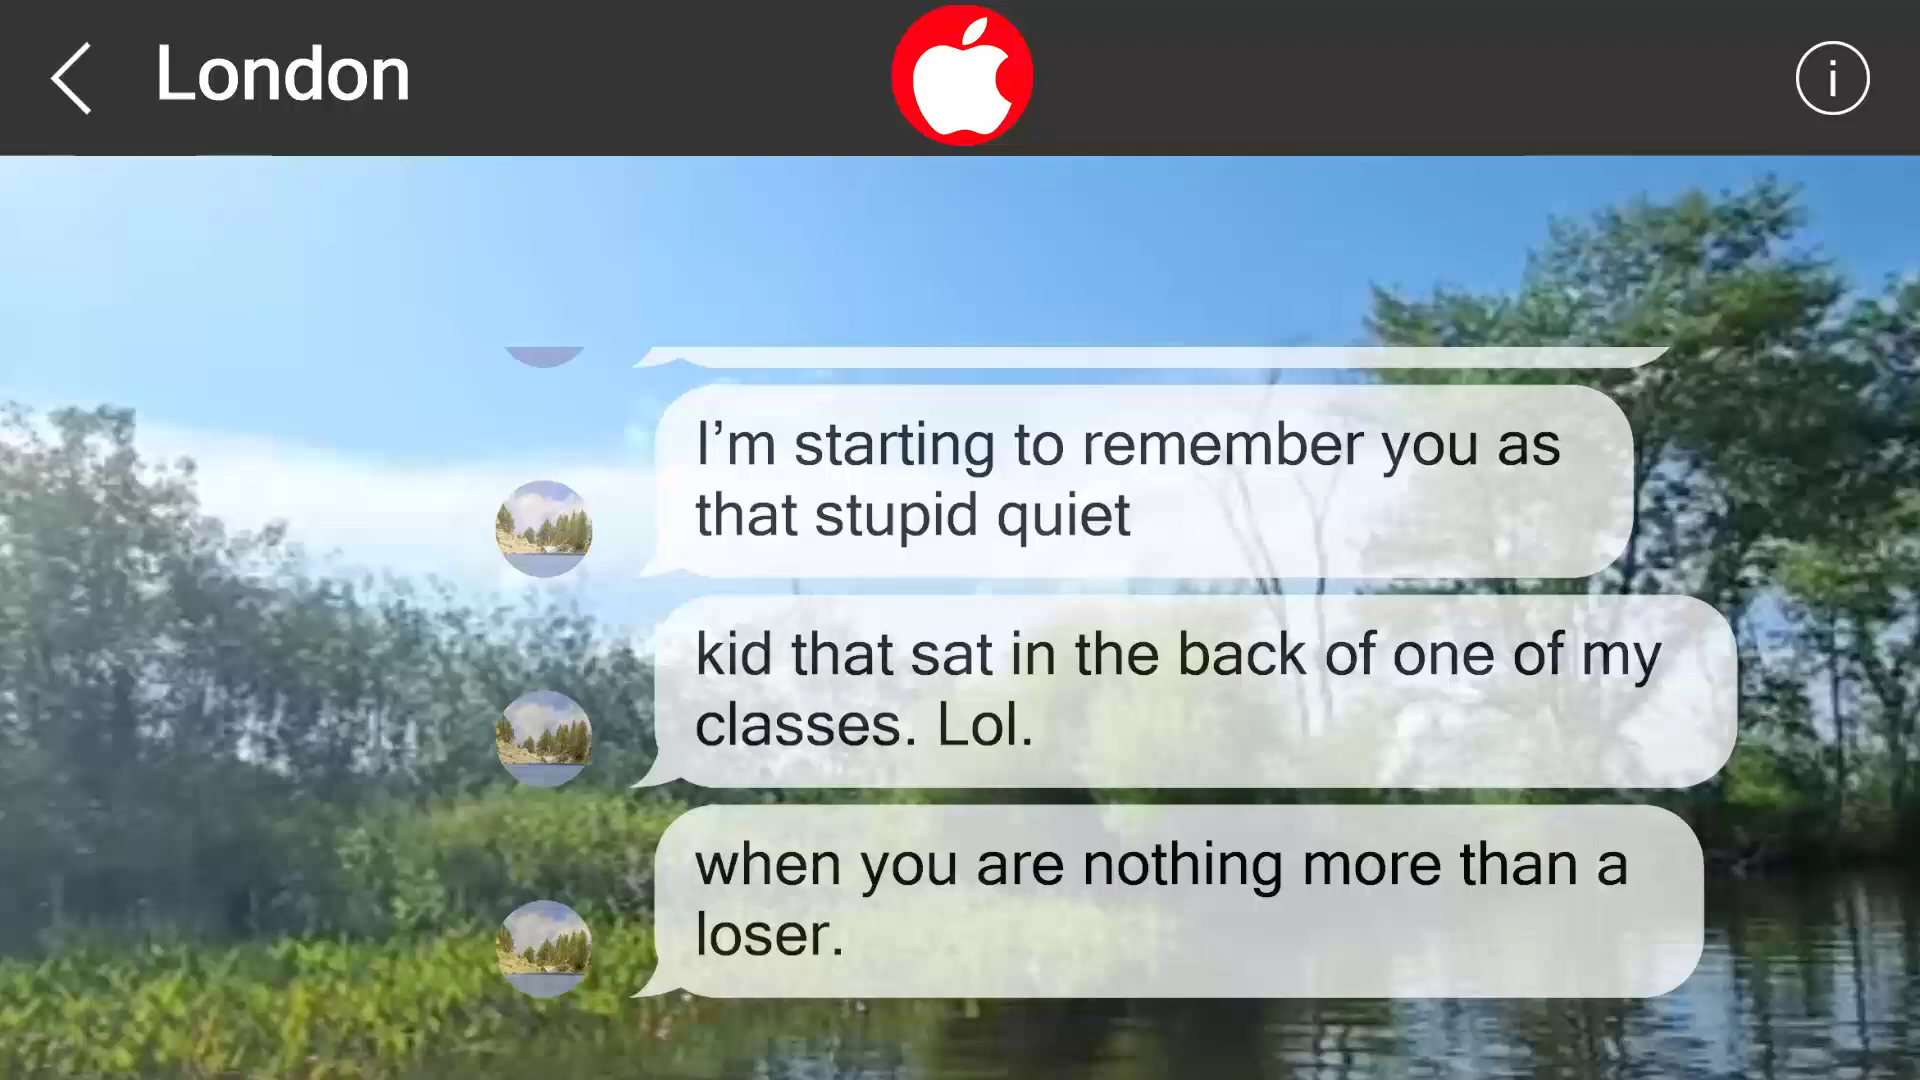 London
I’m starting to remember you as
that stupid quiet
kid that sat in the back of one of my
classes. Lol.
when you are nothing more than a
loser.